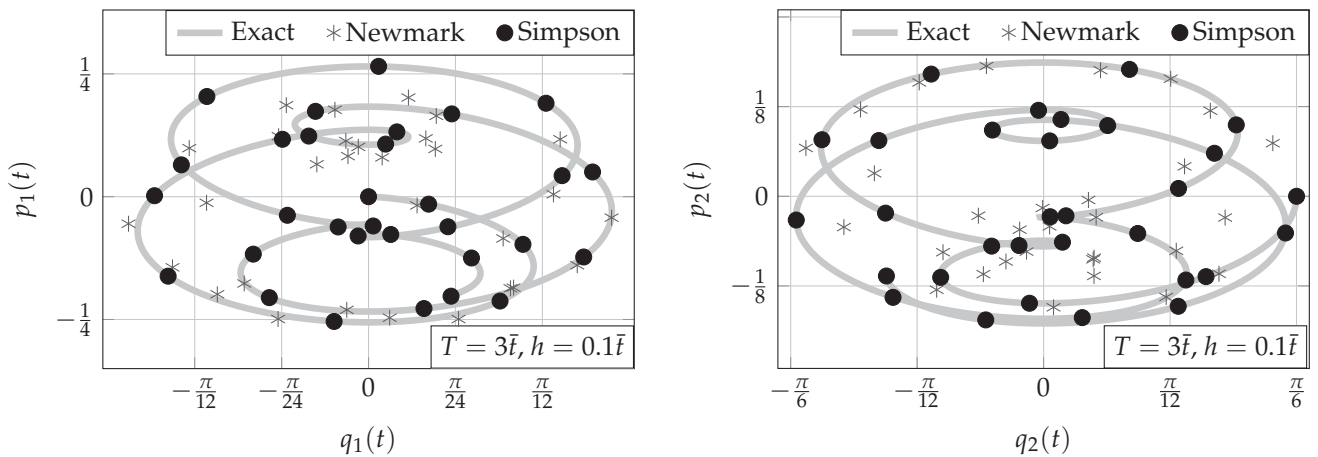 Exact Newmark Simpson
1/4
0
−1/4
p₁(t)
T = 3t̄, h = 0.1t̄
−π/12 −π/24 0 π/24 π/12
q₁(t)
Exact Newmark Simpson
1/8
0
−1/8
p₂(t)
T = 3t̄, h = 0.1t̄
−π/6 −π/12 0 π/12 π/6
q₂(t)